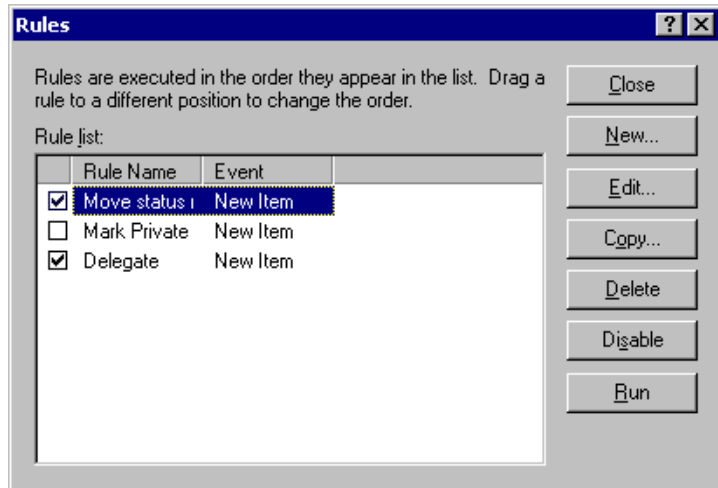 Rules
Rules are executed in the order they appear in the list. Drag a
rule to a different position to change the order.
Rule list:
Rule Name Event
Move status New Item
Mark Private New Item
Delegate New Item
Close
New...
Edit...
Copy...
Delete
Disable
Run